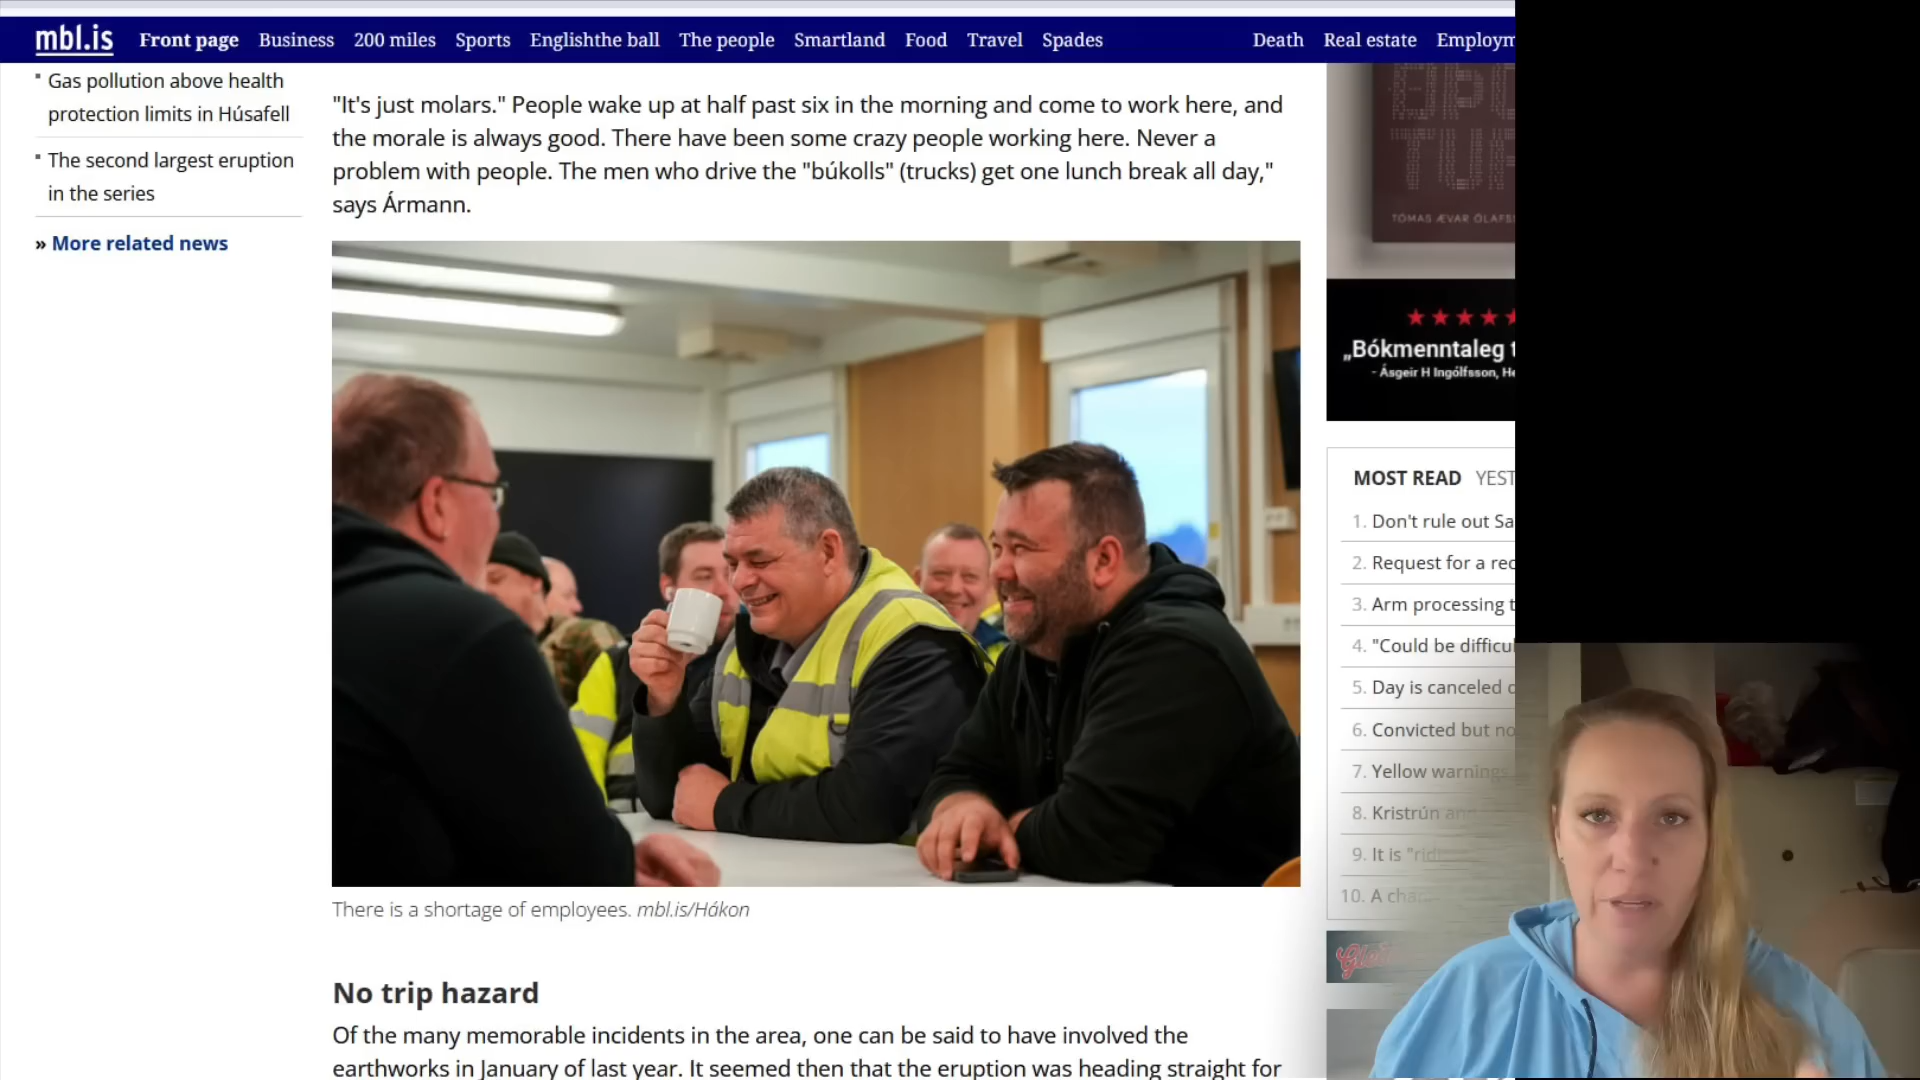 mbl.is Front page Business 200 miles Sports Englishthe ball The people Smartland Food Travel Spades Death Real estate
Gas pollution above health
protection limits in Húsafell
The second largest eruption
in the series
» More related news
"It's just molars." People wake up at half past six in the morning and come to work here, and
the morale is always good. There have been some crazy people working here. Never a
problem with people. The men who drive the "búkolls" (trucks) get one lunch break all day,"
says Ármann.
There is a shortage of employees. mbl.is/Hákon
No trip hazard
Of the many memorable incidents in the area, one can be said to have involved the
earthworks in January of last year. It seemed then that the eruption was heading straight for
TÓMAS ÆVAR
„Bókmenntaleg
- Ásgeir H Ingólfsson,
MOST READ
1. Don't rule out
2. Request for a
3. Arm processing
4. "Could be
5. Day is canceled
6. Convicted but
7. Yellow warnings
8. Kristrún
9. It is
10. A